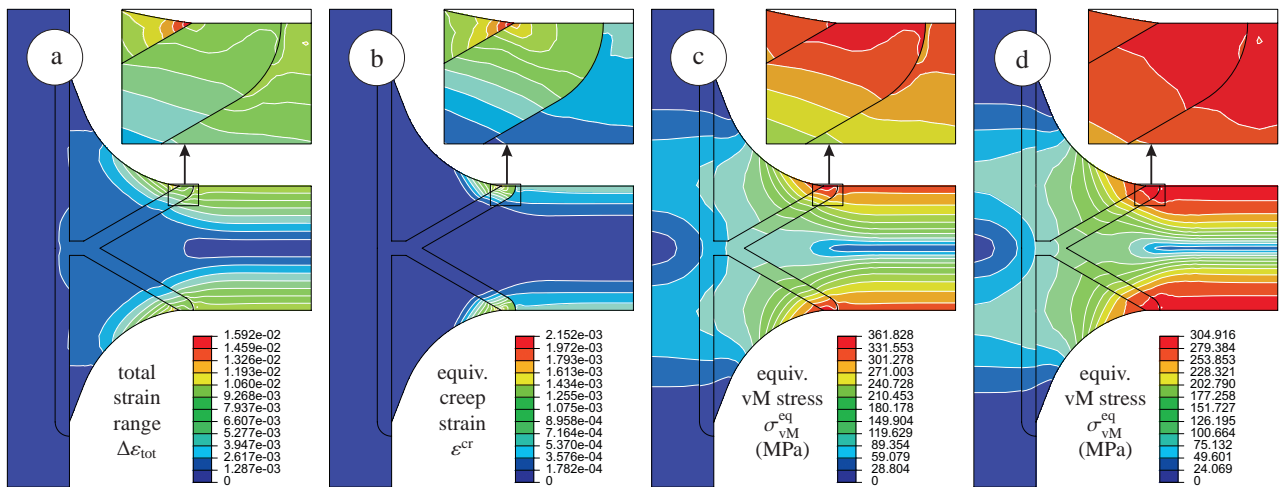 a
total
strain
range
Δεtot
1.592e-02
1.459e-02
1.326e-02
1.193e-02
1.060e-02
9.268e-03
7.937e-03
6.607e-03
5.277e-03
3.947e-03
2.617e-03
1.287e-03
0
b
equiv.
creep
strain
εcr
2.152e-03
1.972e-03
1.793e-03
1.613e-03
1.434e-03
1.255e-03
1.075e-03
8.958e-04
7.164e-04
5.370e-04
3.576e-04
1.782e-04
0
c
equiv.
vM stress
σvMeq
(MPa)
361.828
331.553
301.278
271.003
240.728
210.453
180.178
149.904
119.629
89.354
59.079
28.804
0
d
equiv.
vM stress
σvMeq
(MPa)
304.916
279.384
253.853
228.321
202.790
177.258
151.727
126.195
100.664
75.132
49.601
24.069
0